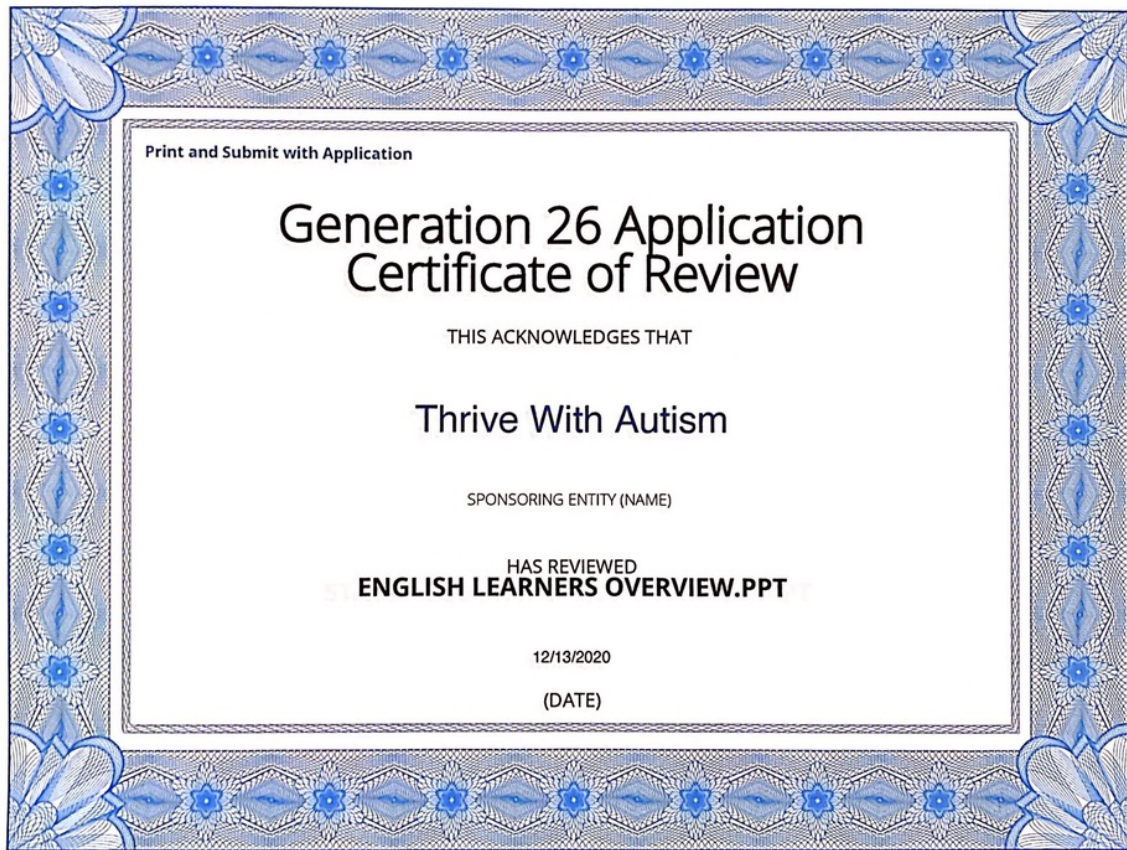 Print and Submit with Application
Generation 26 Application
Certificate of Review
THIS ACKNOWLEDGES THAT
Thrive With Autism
SPONSORING ENTITY (NAME)
HAS REVIEWED
ENGLISH LEARNERS OVERVIEW.PPT
12/13/2020
(DATE)